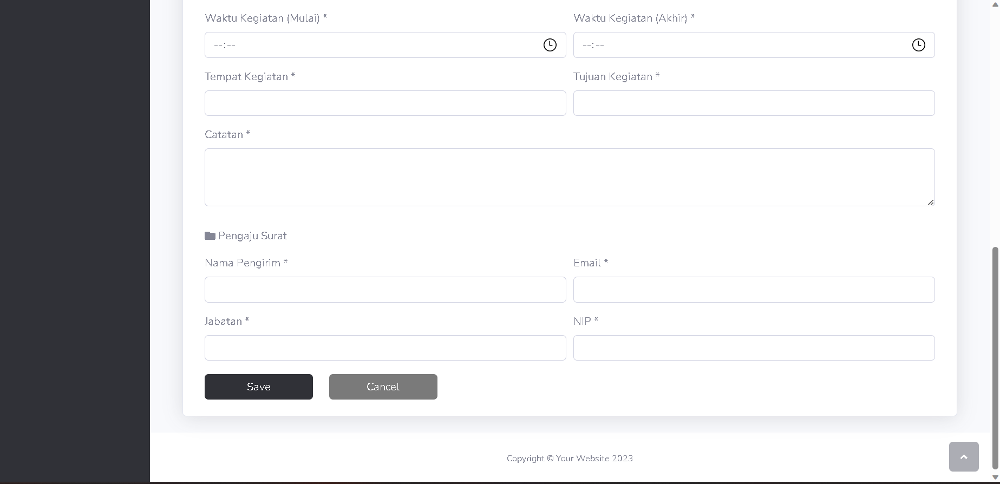 Waktu Kegiatan (Mulai) * Waktu Kegiatan (Akhir) *
--:-- --:--
Tempat Kegiatan * Tujuan Kegiatan *
Catatan *
Pengaju Surat
Nama Pengirim * Email *
Jabatan * NIP *
Save Cancel
Copyright © Your Website 2023